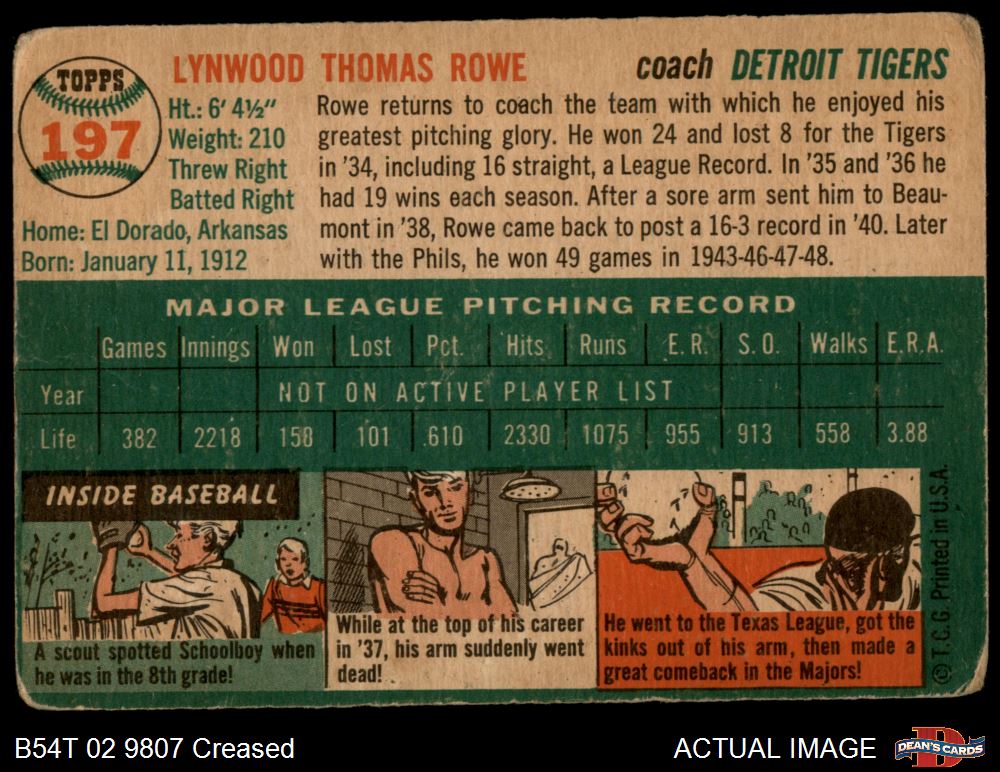 TOPPS
197
LYNWOOD THOMAS ROWE
coach DETROIT TIGERS
Ht.: 6' 4½"
Weight: 210
Threw Right
Batted Right
Home: El Dorado, Arkansas
Born: January 11, 1912
Rowe returns to coach the team with which he enjoyed his
greatest pitching glory. He won 24 and lost 8 for the Tigers
in '34, including 16 straight, a League Record. In '35 and '36 he
had 19 wins each season. After a sore arm sent him to Beau-
mont in '38, Rowe came back to post a 16-3 record in '40. Later
with the Phils, he won 49 games in 1943-46-47-48.
MAJOR LEAGUE PITCHING RECORD
Games Innings Won Lost Pct. Hits Runs E.R. S.O. Walks E.R.A.
Year NOT ON ACTIVE PLAYER LIST
Life 382 2218 158 101 .610 2330 1075 955 913 558 3.88
INSIDE BASEBALL
A scout spotted Schoolboy when
he was in the 8th grade!
While at the top of his career
in '37, his arm suddenly went
dead!
He went to the Texas League, got the
kinks out of his arm, then made a
great comeback in the Majors!
© T.C.G. Printed in U.S.A.
B54T 02 9807 Creased
ACTUAL IMAGE
DEAN'S CARDS